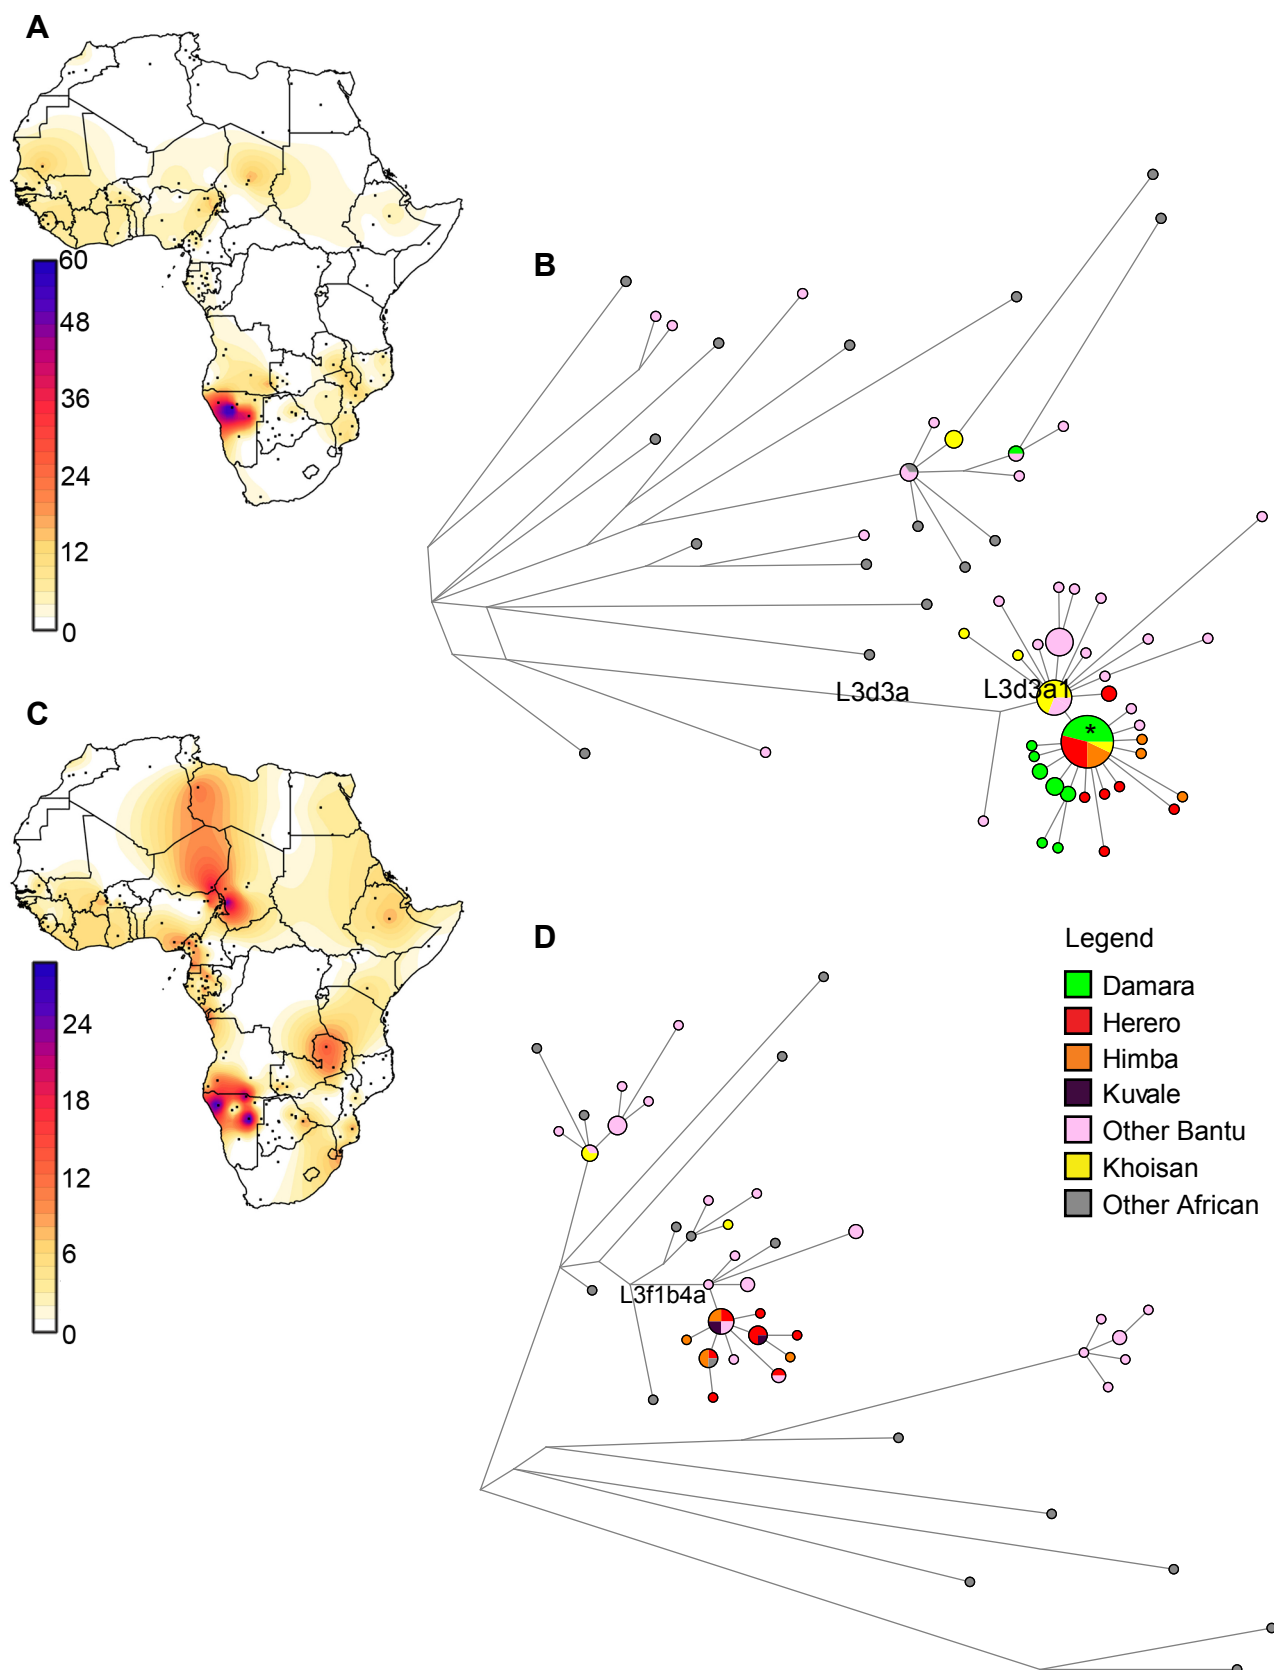 A
60
48
36
24
12
0
B
L3d3a
L3d3a1
*
C
24
18
12
6
0
D
L3f1b4a
Legend
Damara
Herero
Himba
Kuvale
Other Bantu
Khoisan
Other African